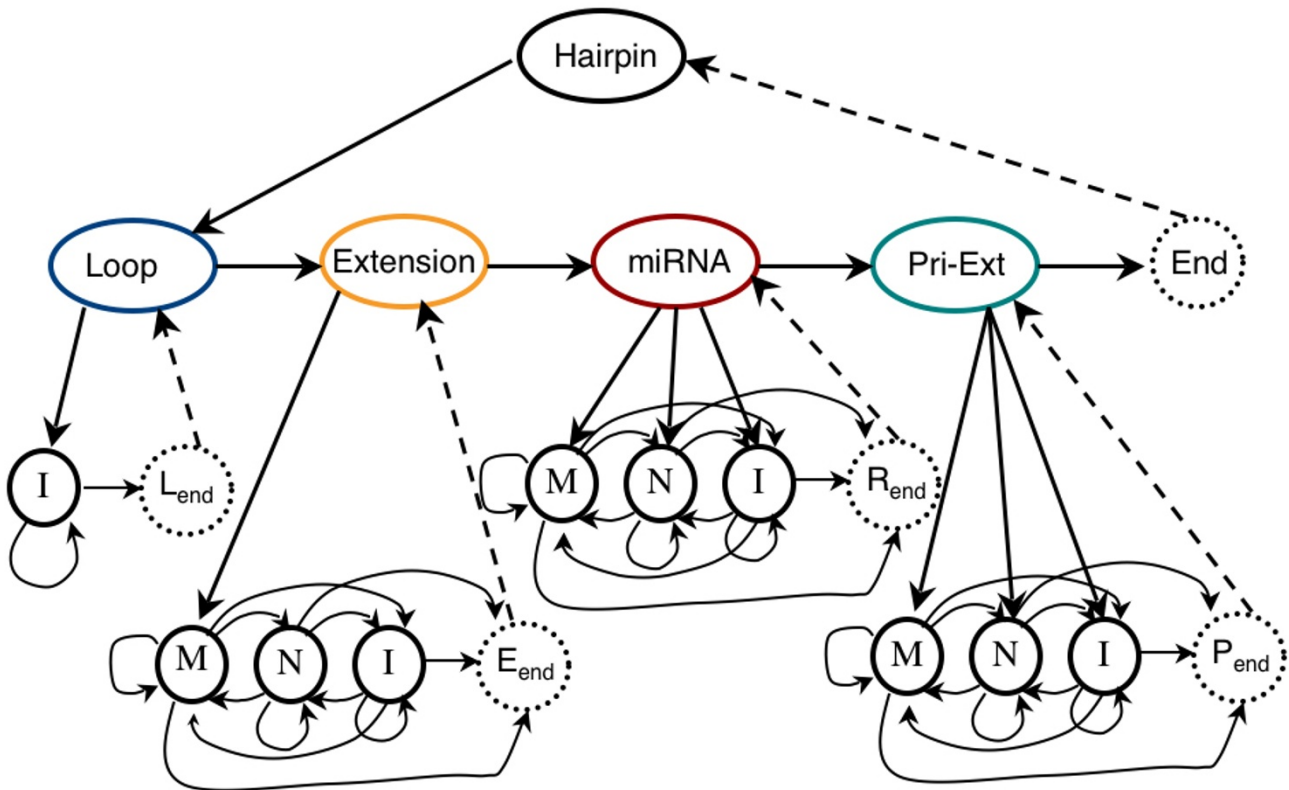 Hairpin
Loop
Extension
miRNA
Pri-Ext
End
I
Lend
M
N
I
Rend
M
N
I
Eend
M
N
I
Pend